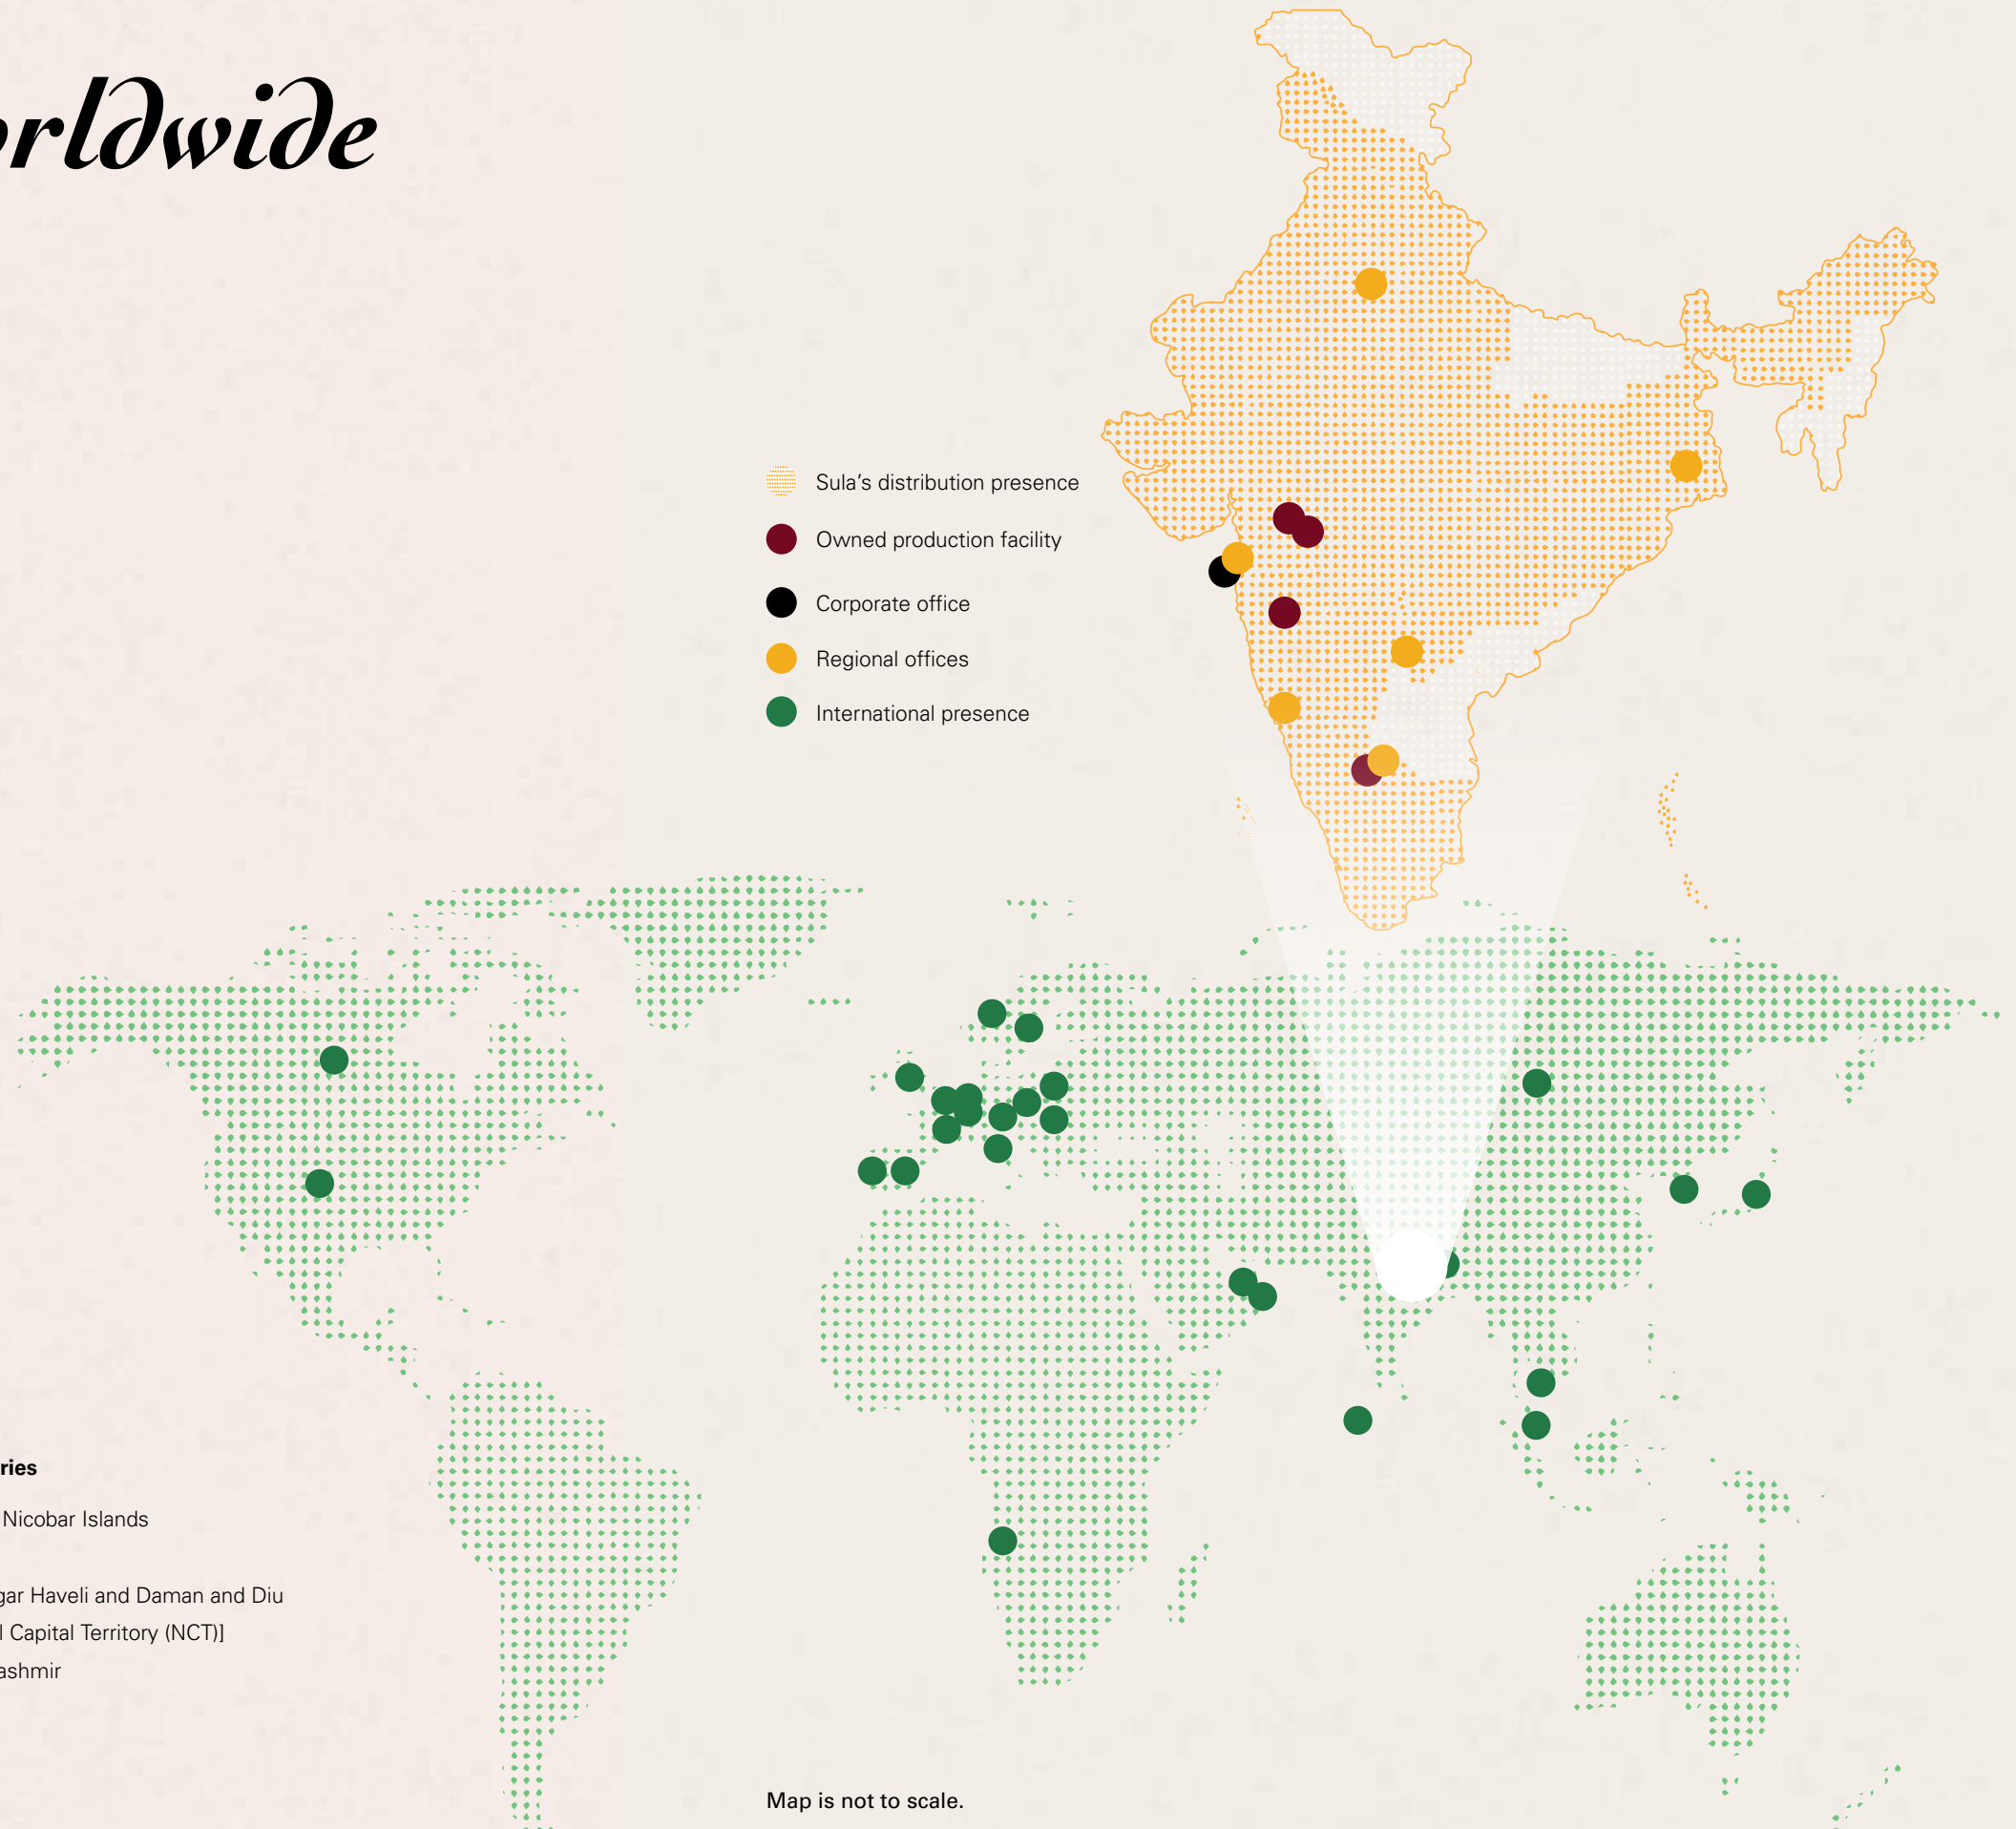 orldwide
Sula's distribution presence
Owned production facility
Corporate office
Regional offices
International presence
ries
Nicobar Islands
gar Haveli and Daman and Diu
l Capital Territory (NCT)]
ashmir
Map is not to scale.